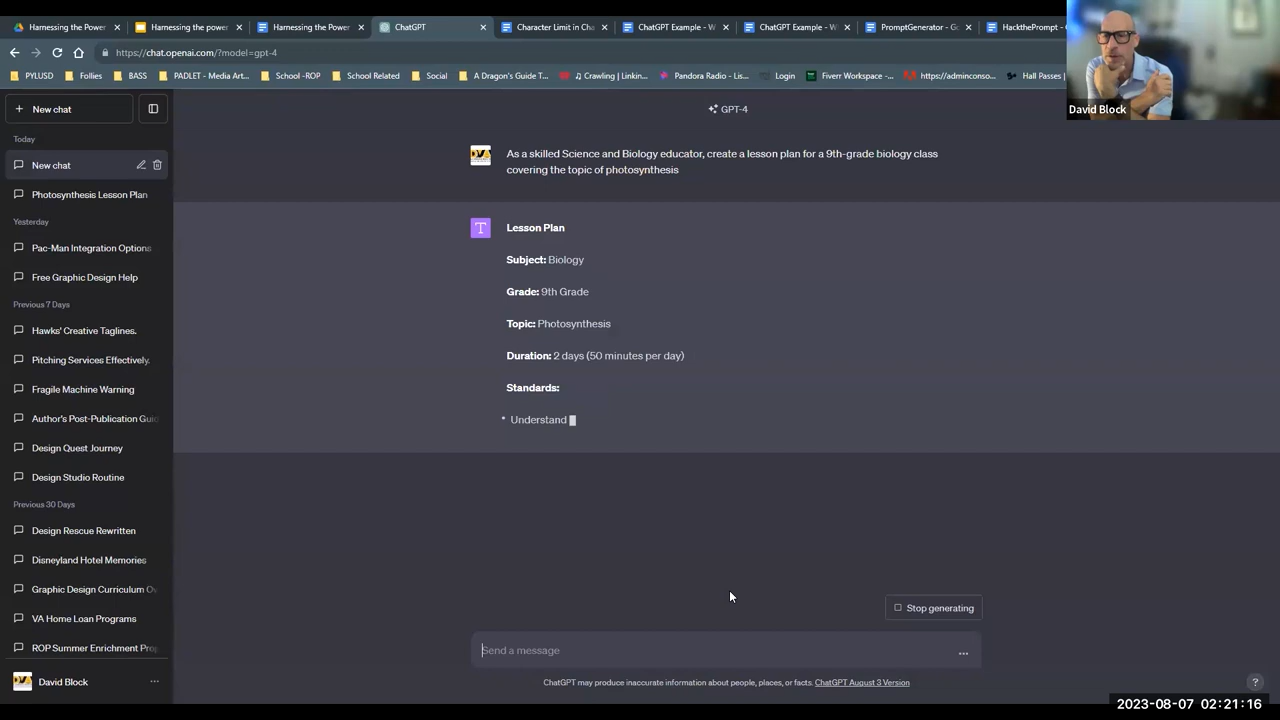 Harnessing the Power
Harnessing the power
Harnessing the Power
ChatGPT
Character Limit in Cha
ChatGPT Example - W
ChatGPT Example - W
PromptGenerator - Go
HackthePrompt - 
https://chat.openai.com/?model=gpt-4
PYLUSD
Follies
BASS
PADLET - Media Art...
School -ROP
School Related
Social
A Dragon's Guide T...
Crawling | Linkin...
Pandora Radio - Lis...
Login
Fiverr Workspace -...
https://adminconso...
Hall Passes |
David Block
New chat
GPT-4
Today
New chat
Photosynthesis Lesson Plan
Yesterday
Pac-Man Integration Options
Free Graphic Design Help
Previous 7 Days
Hawks' Creative Taglines.
Pitching Services Effectively.
Fragile Machine Warning
Author's Post-Publication Guid
Design Quest Journey
Design Studio Routine
Previous 30 Days
Design Rescue Rewritten
Disneyland Hotel Memories
Graphic Design Curriculum Ov
VA Home Loan Programs
ROP Summer Enrichment Prop
David Block
...
As a skilled Science and Biology educator, create a lesson plan for a 9th-grade biology class
covering the topic of photosynthesis
T
Lesson Plan
Subject: Biology
Grade: 9th Grade
Topic: Photosynthesis
Duration: 2 days (50 minutes per day)
Standards:
• Understand
Stop generating
Send a message
...
ChatGPT may produce inaccurate information about people, places, or facts. ChatGPT August 3 Version
?
2023-08-07 02:21:16